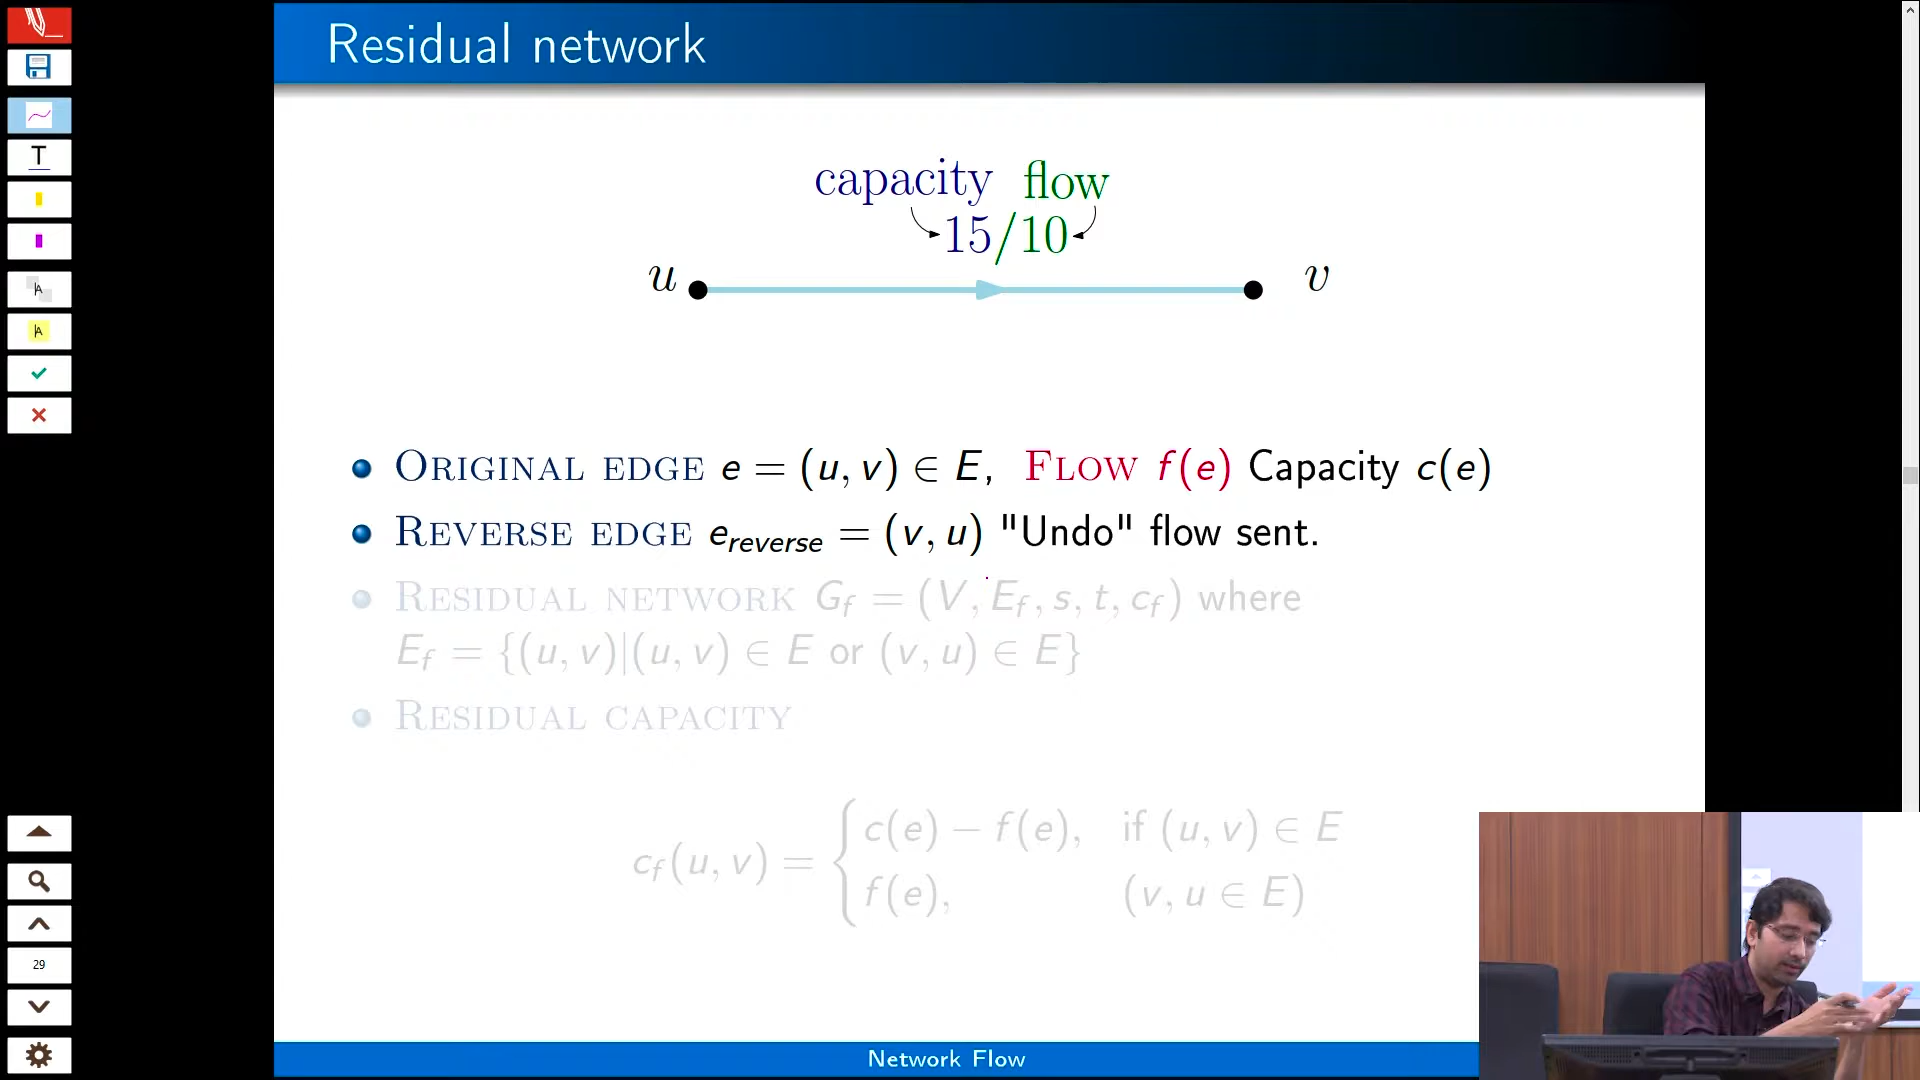 Residual network
capacity flow
15/10
u v
• ORIGINAL EDGE e = (u, v) ∈ E, FLOW f(e) Capacity c(e)
• REVERSE EDGE e_reverse = (v, u) "Undo" flow sent.
• RESIDUAL NETWORK G_f = (V, E_f, s, t, c_f) where
E_f = {(u, v)|(u, v) ∈ E or (v, u) ∈ E}
• RESIDUAL CAPACITY
c_f(u, v) = { c(e) − f(e), if (u, v) ∈ E
f(e), (v, u ∈ E)
29
Network Flow
T
A
A